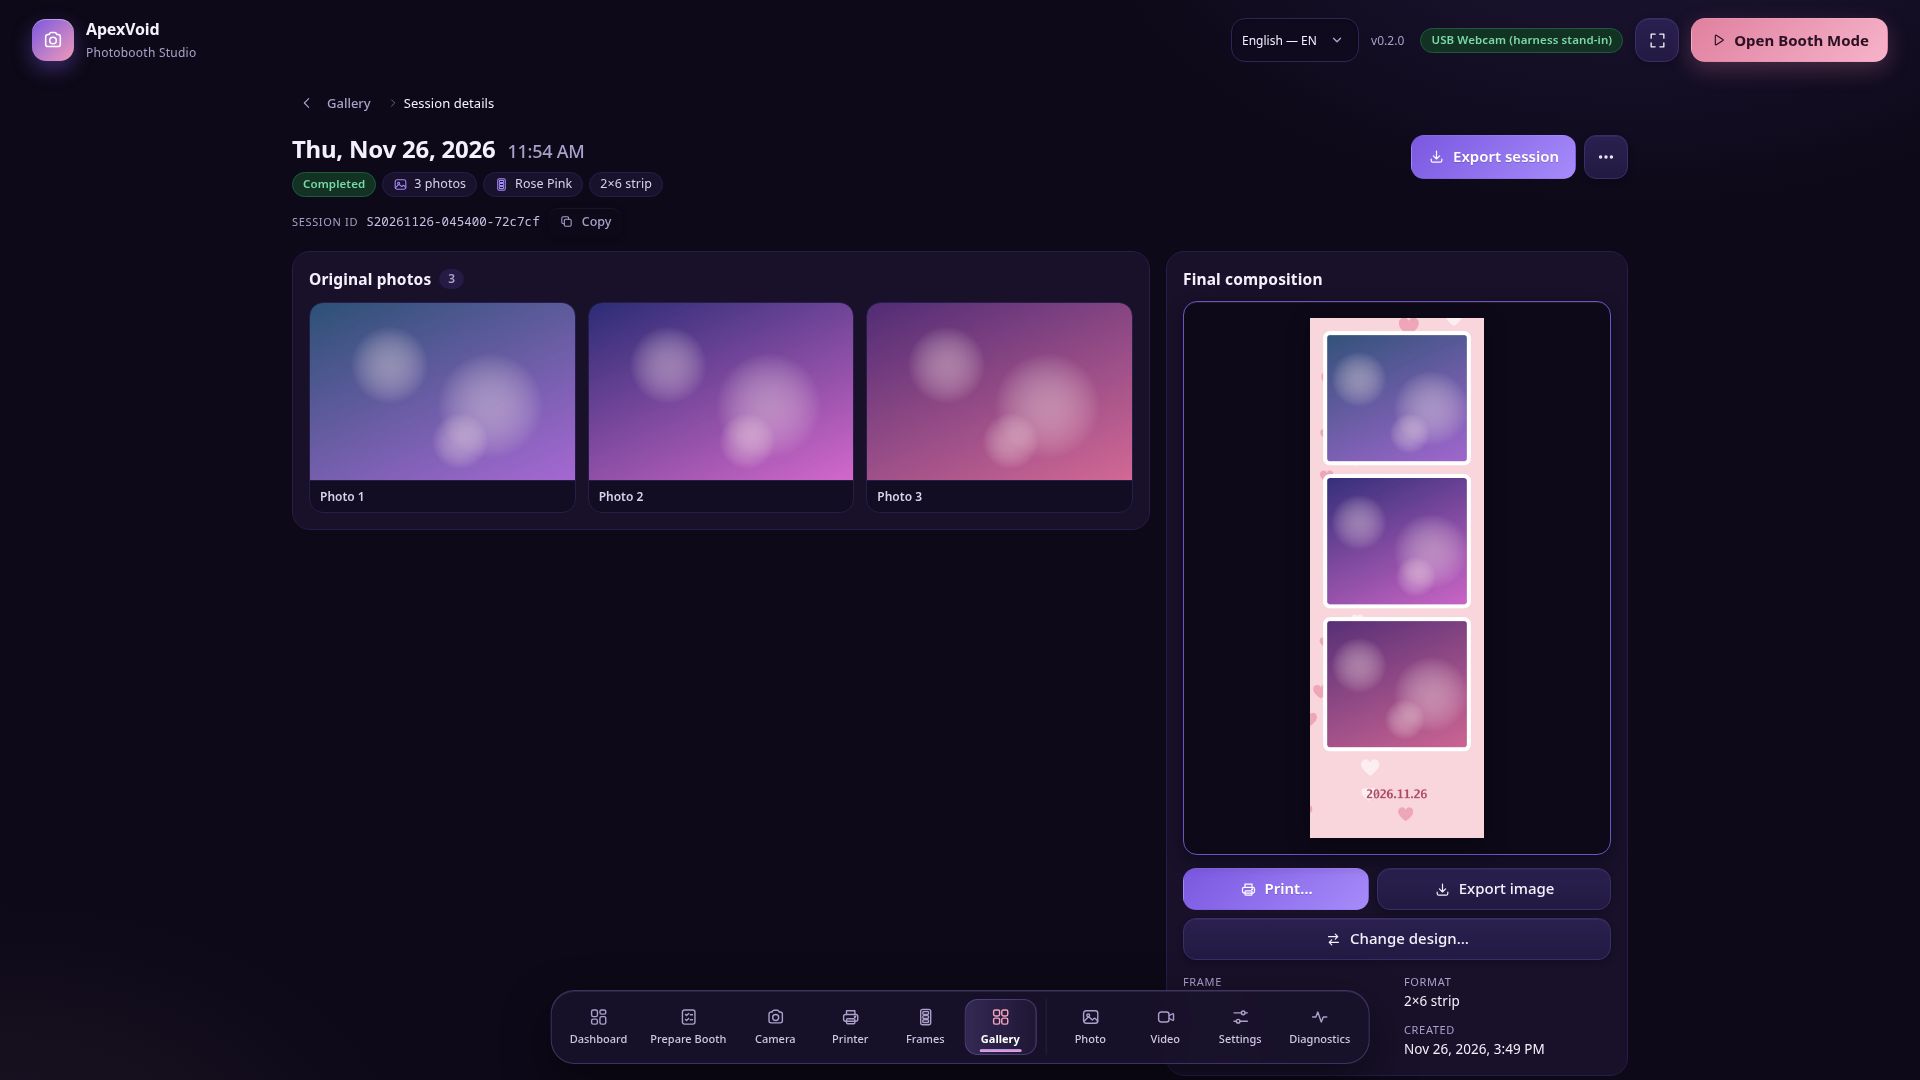 ApexVoid
Photobooth Studio
English — EN
v0.2.0
USB Webcam (harness stand-in)
Open Booth Mode
Gallery
Session details
Thu, Nov 26, 2026 11:54 AM
Export session
Completed
3 photos
Rose Pink
2×6 strip
SESSION ID S20261126-045400-72c7cf Copy
Original photos 3
Photo 1
Photo 2
Photo 3
Final composition
2026.11.26
Print...
Export image
Change design...
FRAME
FORMAT
2×6 strip
CREATED
Nov 26, 2026, 3:49 PM
Dashboard
Prepare Booth
Camera
Printer
Frames
Gallery
Photo
Video
Settings
Diagnostics